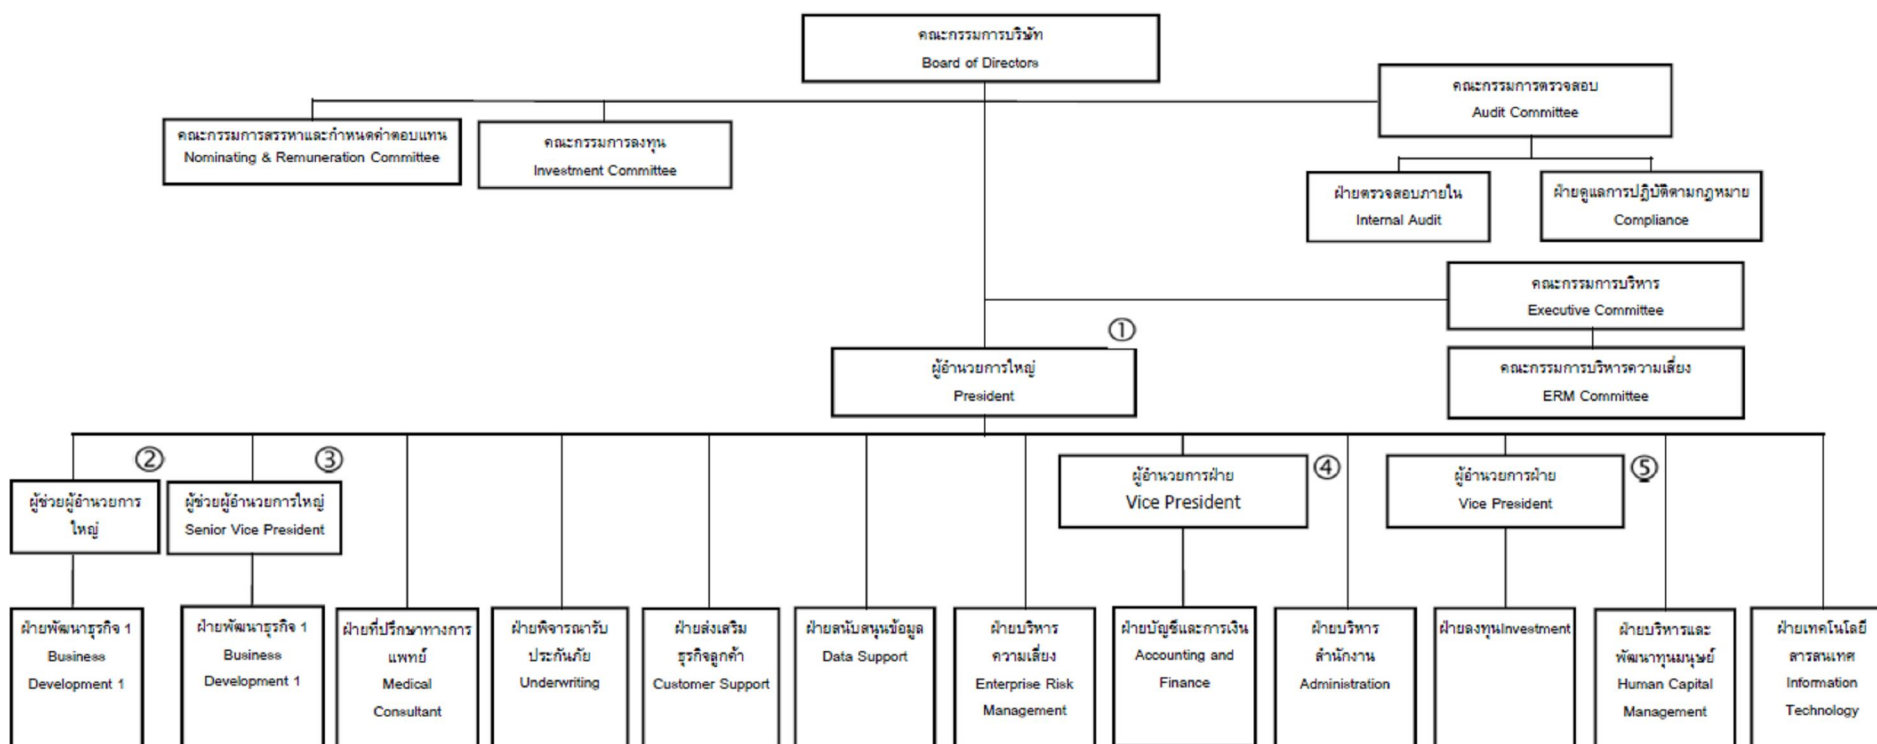 คณะกรรมการบริษัท
Board of Directors
คณะกรรมการตรวจสอบ
Audit Committee
คณะกรรมการสรรหาและกำหนดค่าตอบแทน
Nominating & Remuneration Committee
คณะกรรมการลงทุน
Investment Committee
ฝ่ายตรวจสอบภายใน
Internal Audit
ฝ่ายดูแลการปฏิบัติตามกฎหมาย
Compliance
คณะกรรมการบริหาร
Executive Committee
①
ผู้อำนวยการใหญ่
President
คณะกรรมการบริหารความเสี่ยง
ERM Committee
②
ผู้ช่วยผู้อำนวยการ
ใหญ่
③
ผู้ช่วยผู้อำนวยการใหญ่
Senior Vice President
④
ผู้อำนวยการฝ่าย
Vice President
⑤
ผู้อำนวยการฝ่าย
Vice President
ฝ่ายพัฒนาธุรกิจ 1
Business
Development 1
ฝ่ายพัฒนาธุรกิจ 1
Business
Development 1
ฝ่ายที่ปรึกษาทางการ
แพทย์
Medical
Consultant
ฝ่ายพิจารณารับ
ประกันภัย
Underwriting
ฝ่ายส่งเสริม
ธุรกิจลูกค้า
Customer Support
ฝ่ายสนับสนุนข้อมูล
Data Support
ฝ่ายบริหาร
ความเสี่ยง
Enterprise Risk
Management
ฝ่ายบัญชีและการเงิน
Accounting and
Finance
ฝ่ายบริหาร
สำนักงาน
Administration
ฝ่ายลงทุนInvestment
ฝ่ายบริหารและ
พัฒนาทุนมนุษย์
Human Capital
Management
ฝ่ายเทคโนโลยี
สารสนเทศ
Information
Technology